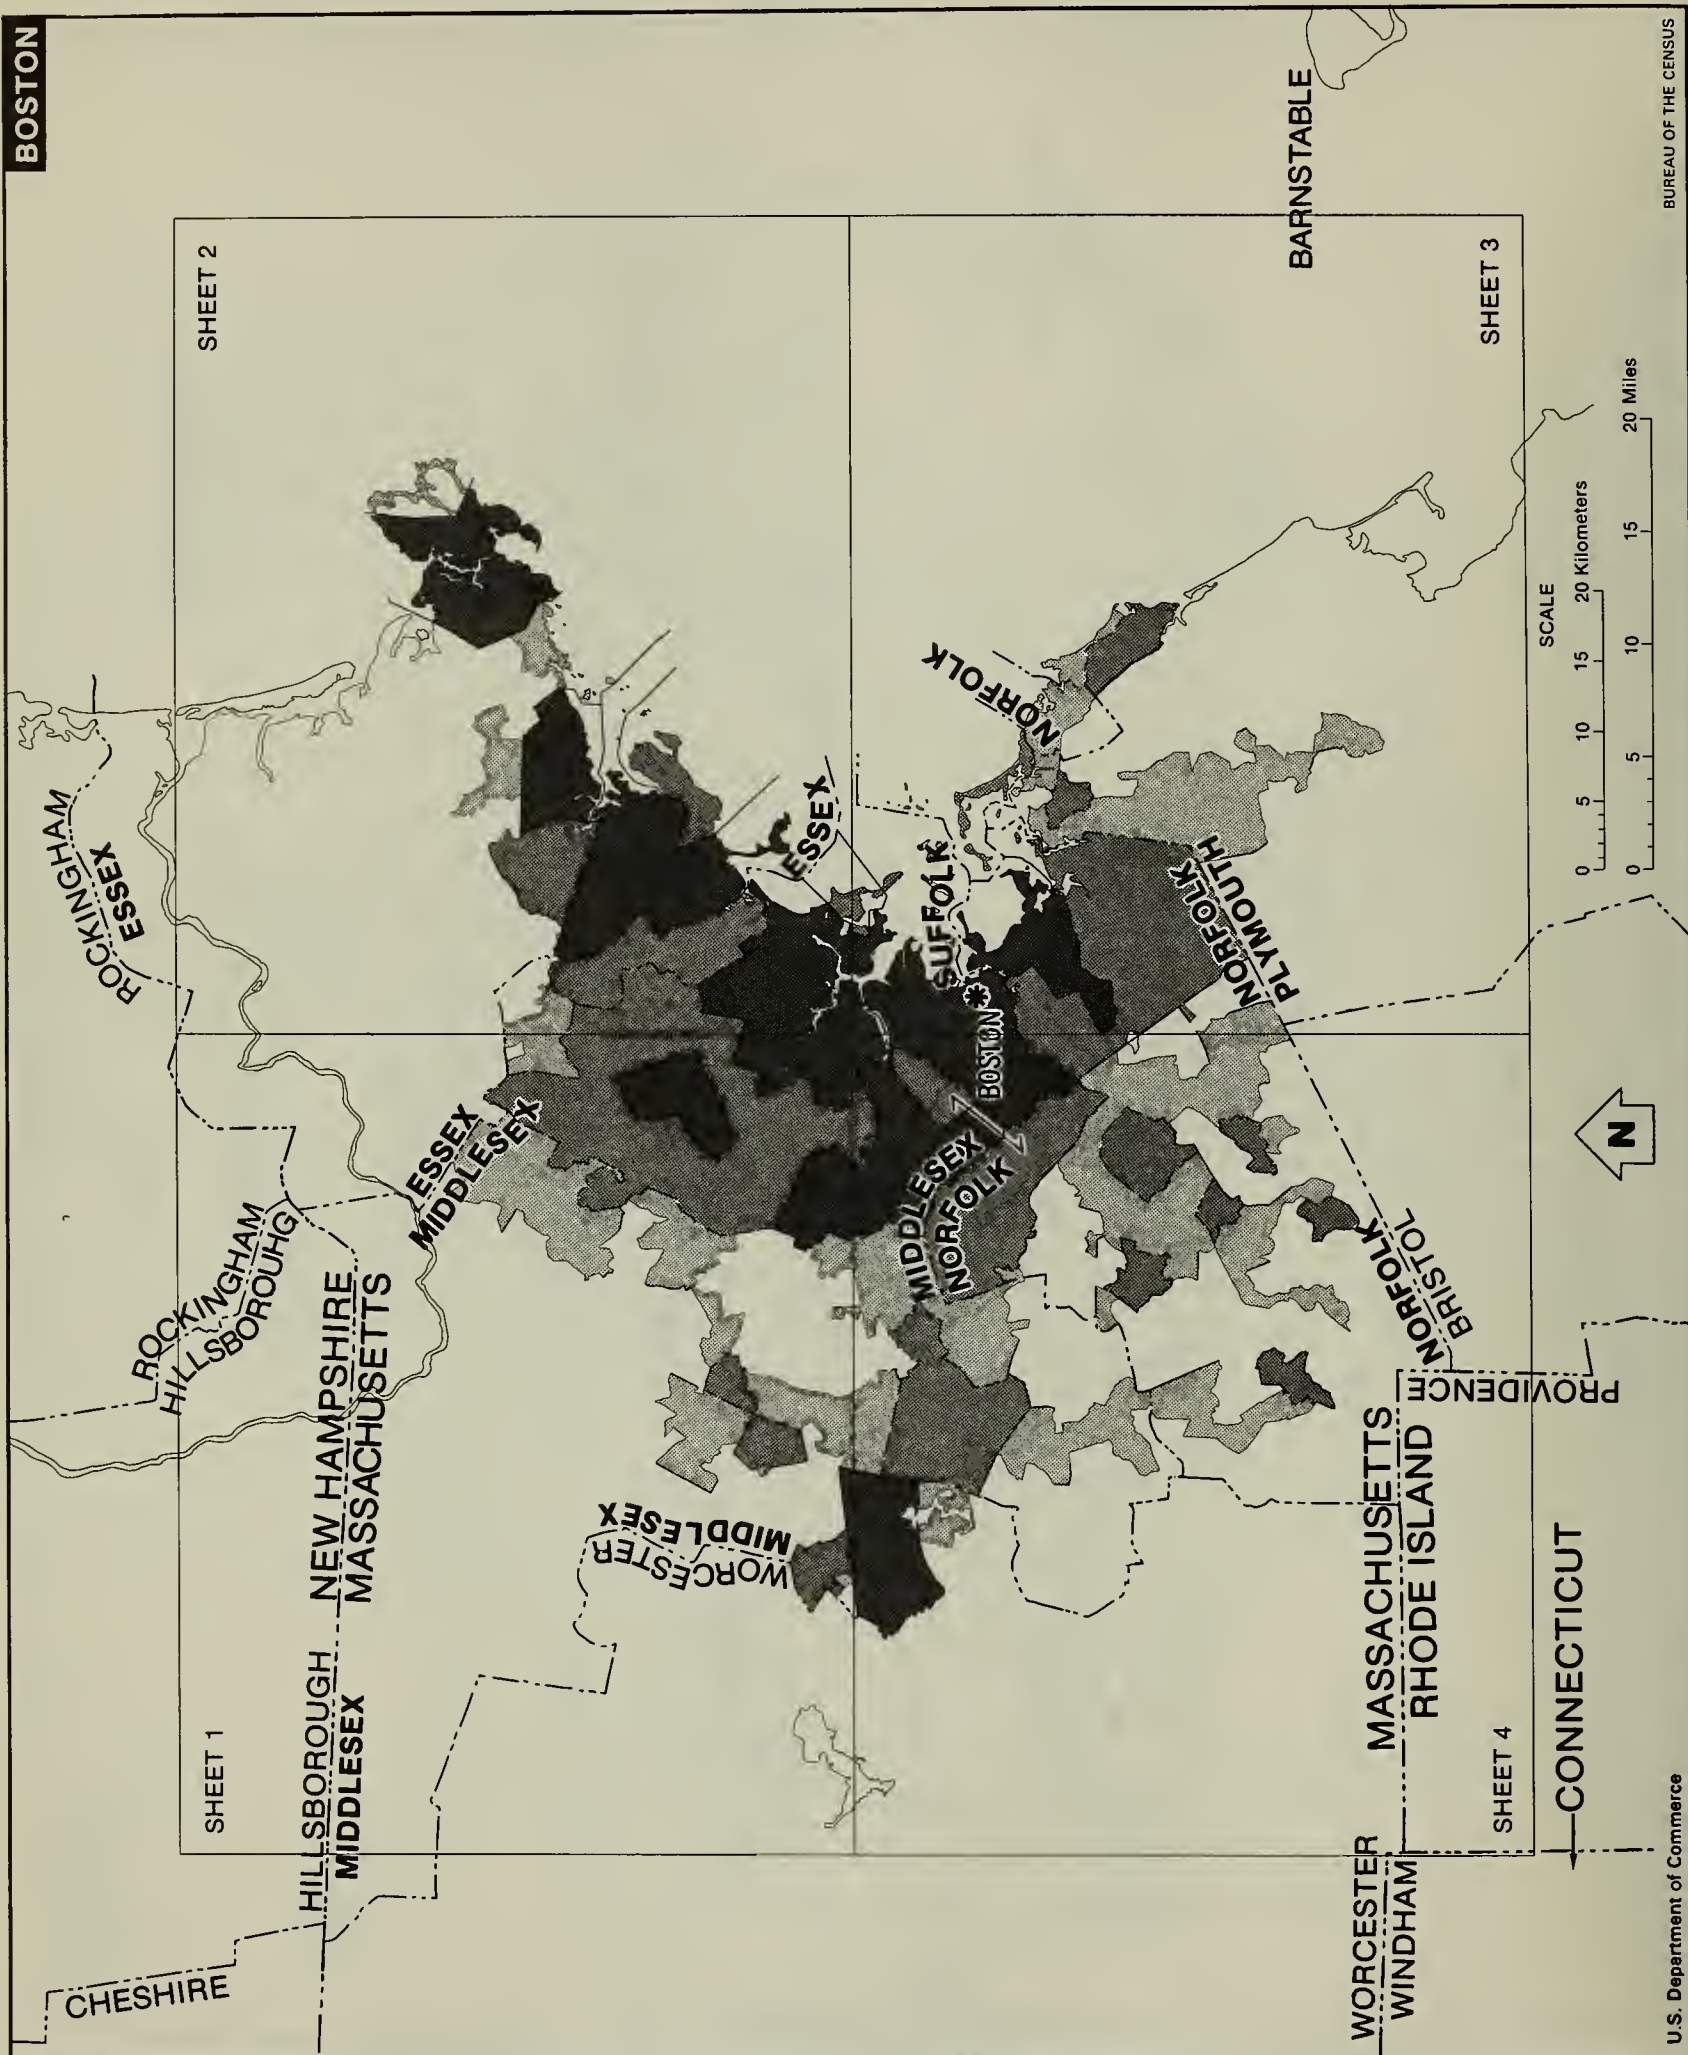 BOSTON
CHESHIRE
HILLSBOROUGH
MIDDLESEX
NEW HAMPSHIRE
MASSACHUSETTS
ROCKINGHAM
HILLSBOROUHG
ROCKINGHAM
ESSEX
SHEET 1
SHEET 2
ESSEX
MIDDLESEX
WORCESTER
MIDDLESEX
ESSEX
SUFFOLK
BOSTON
MIDDLESEX
NORFOLK
NORFOLK
NORFOLK
PLYMOUTH
NORFOLK
BRISTOL
BARNSTABLE
PROVIDENCE
MASSACHUSETTS
RHODE ISLAND
WORCESTER
WINDHAM
SHEET 4
SHEET 3
CONNECTICUT
N
SCALE
0 5 10 15 20 Kilometers
0 5 10 15 20 Miles
U.S. Department of Commerce
BUREAU OF THE CENSUS